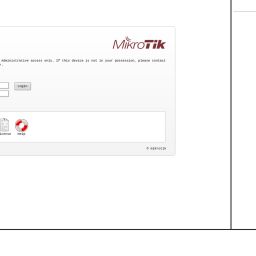 MikroTik
Administrative access only. If this device is not in your possession, please contact
Login
License
Help
© mikrotik